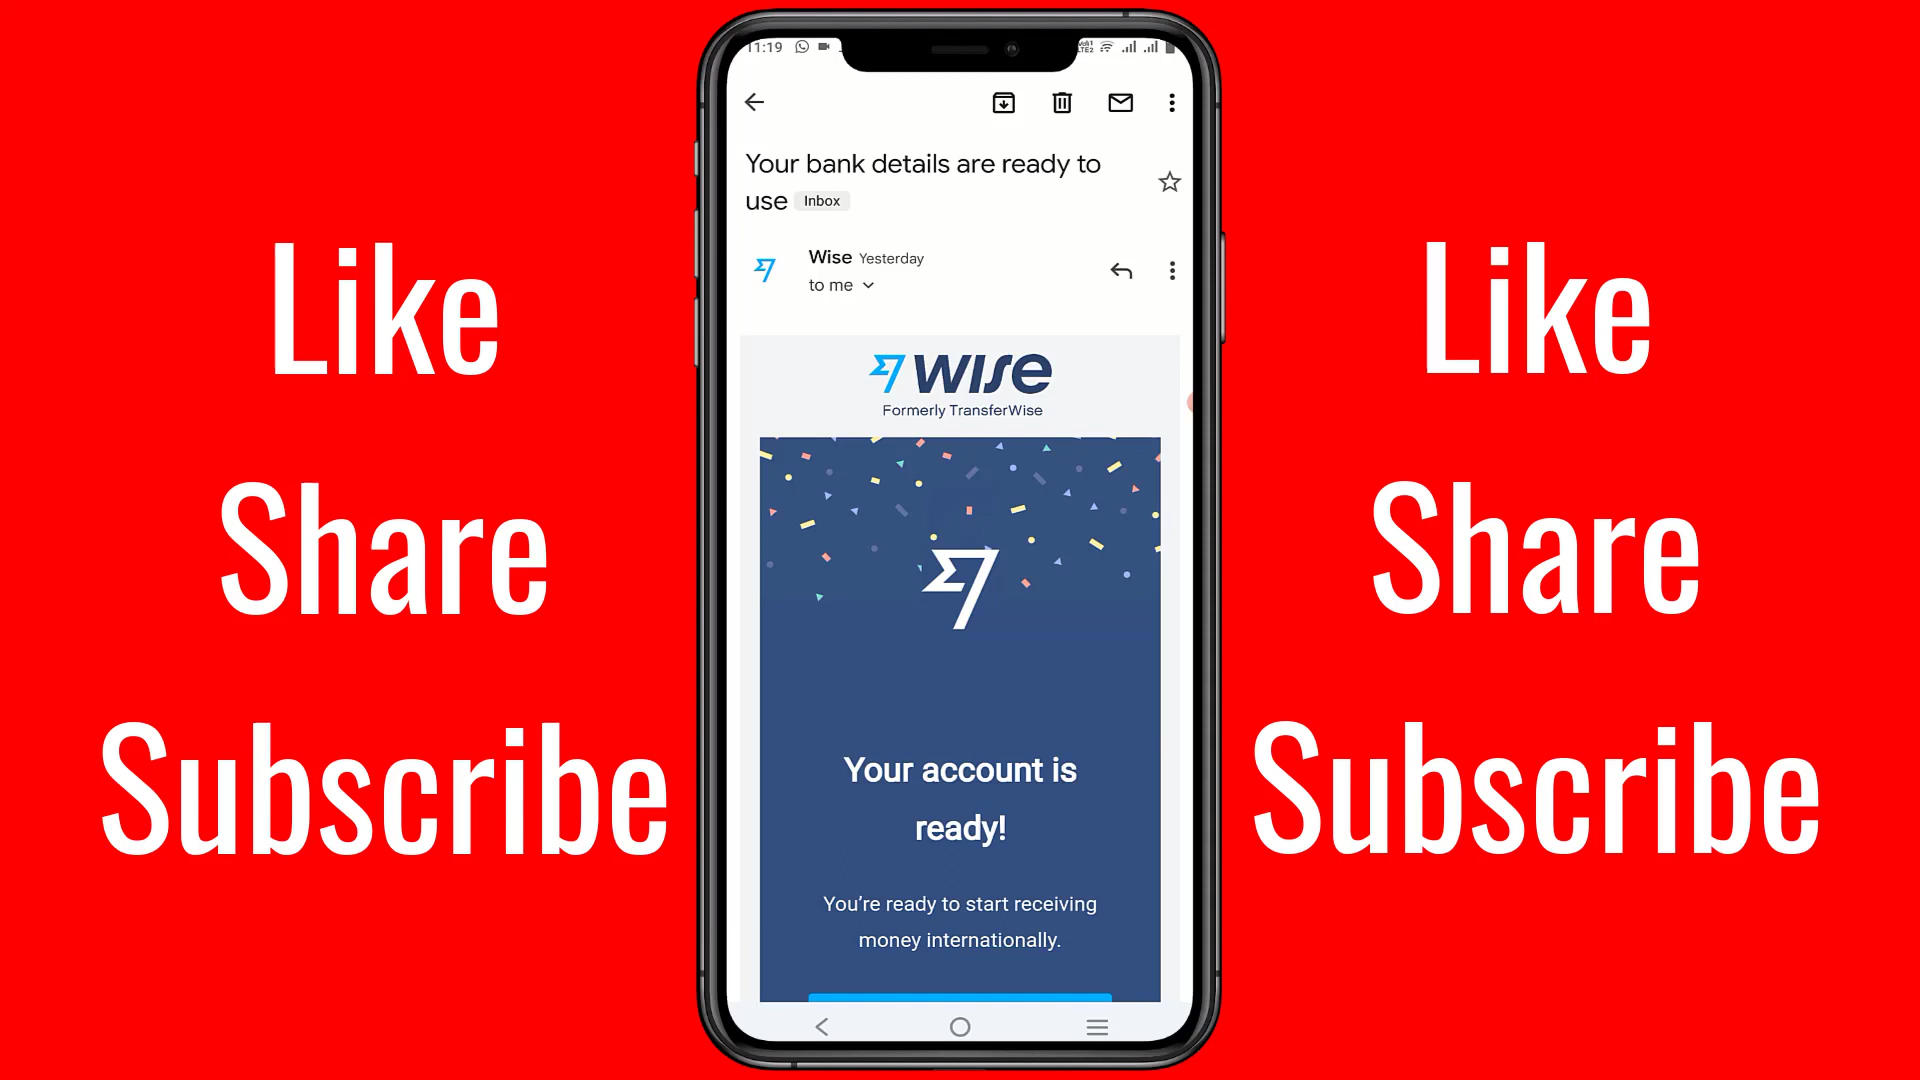 Like
Share
Subscribe
11:19
LTE2
Your bank details are ready to
use Inbox
Wise Yesterday
to me
WISE
Formerly TransferWise
Your account is
ready!
You're ready to start receiving
money internationally.
Like
Share
Subscribe